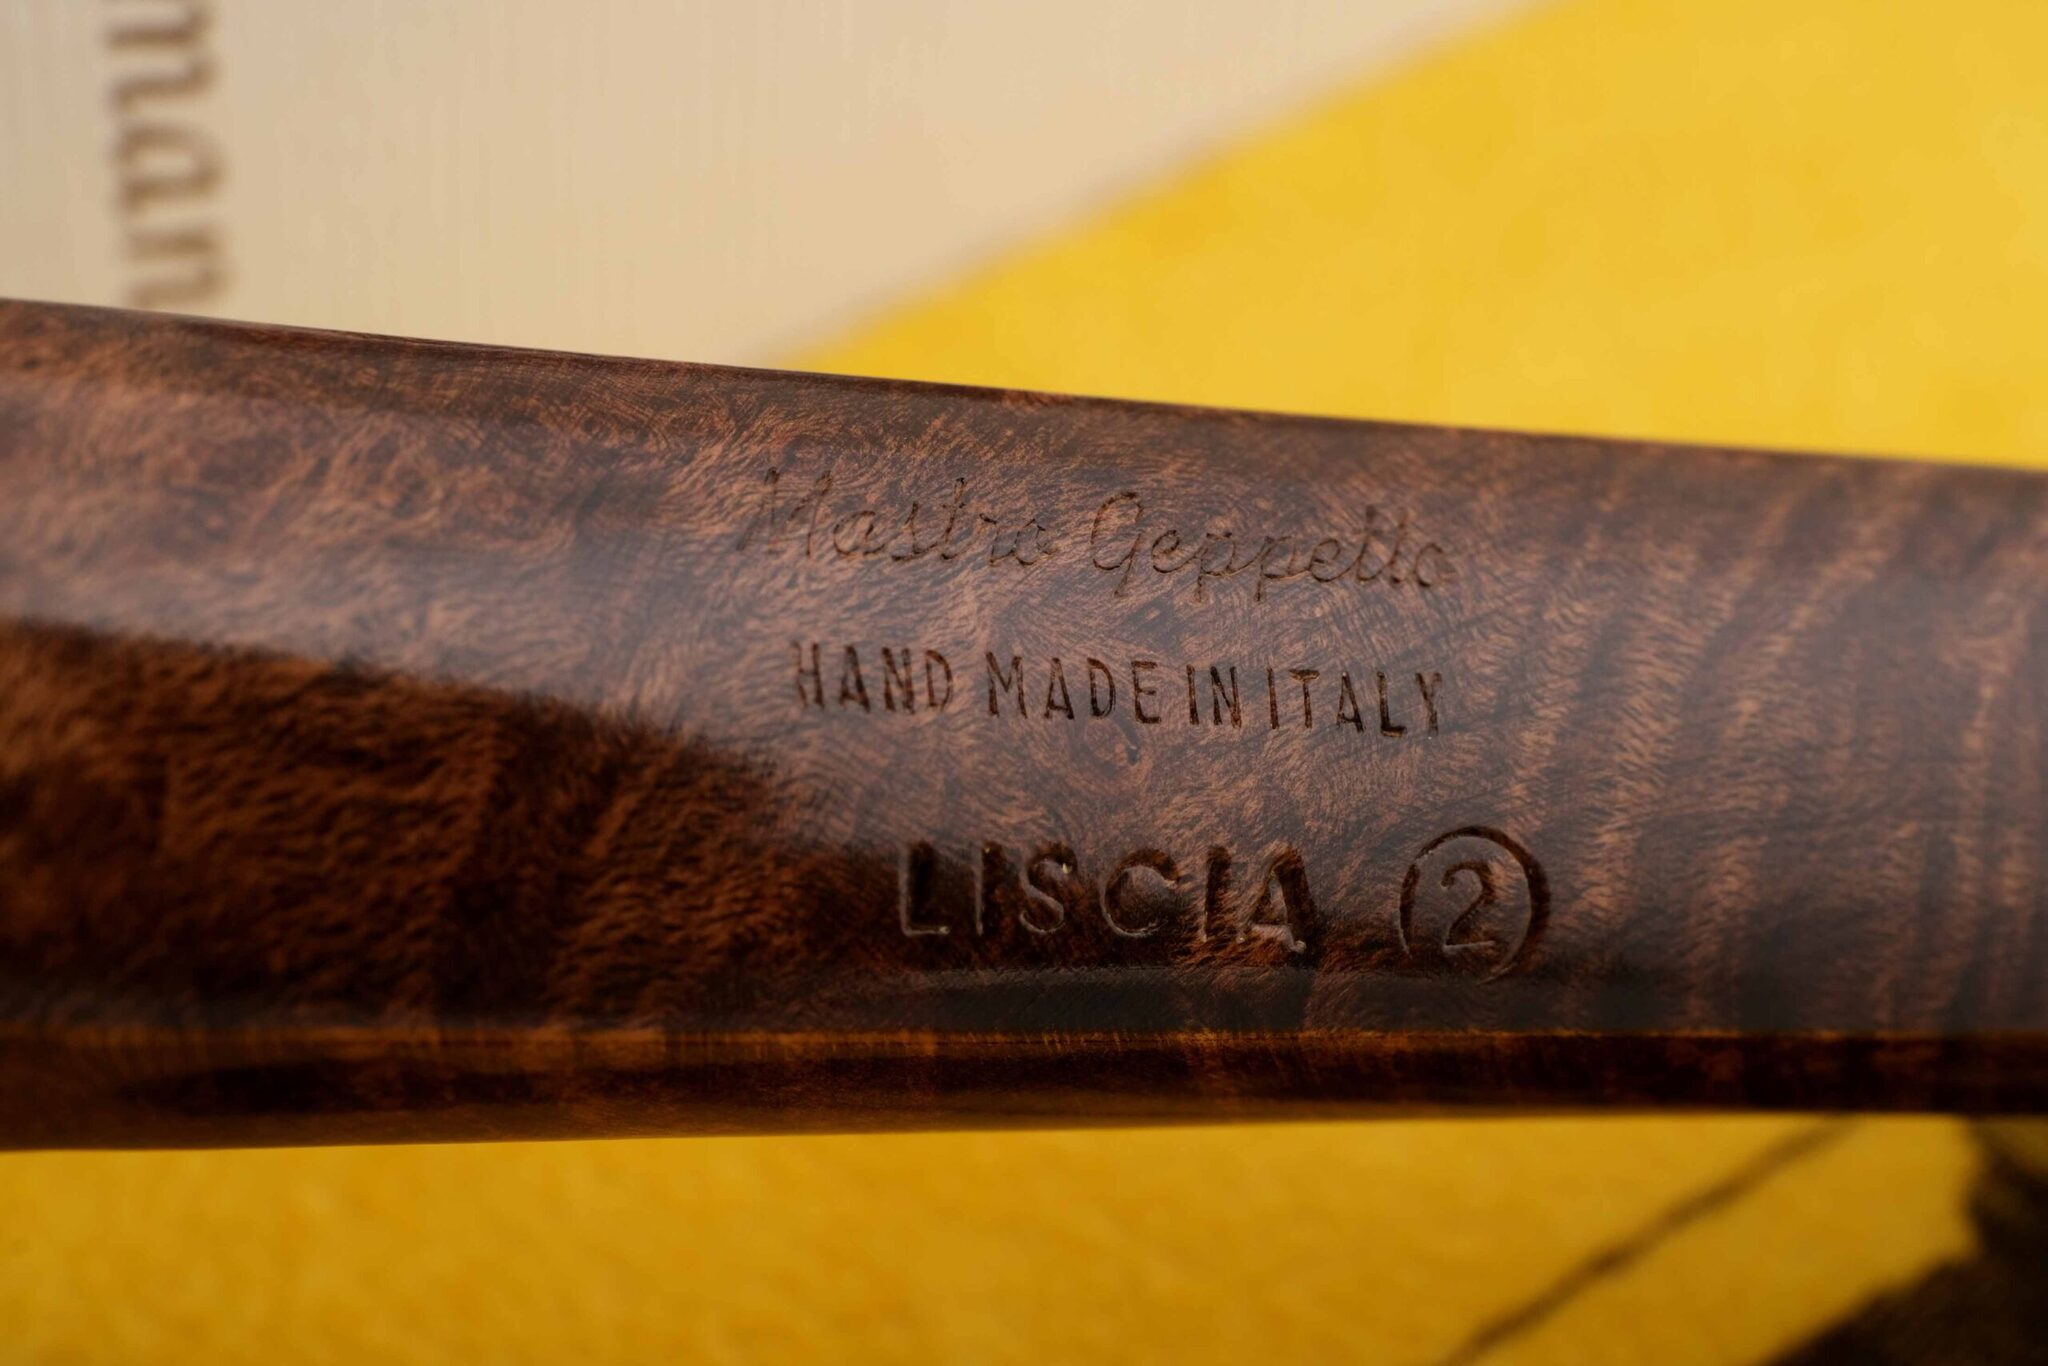 Mastro Geppetto
HAND MADE IN ITALY
LISCIA ②